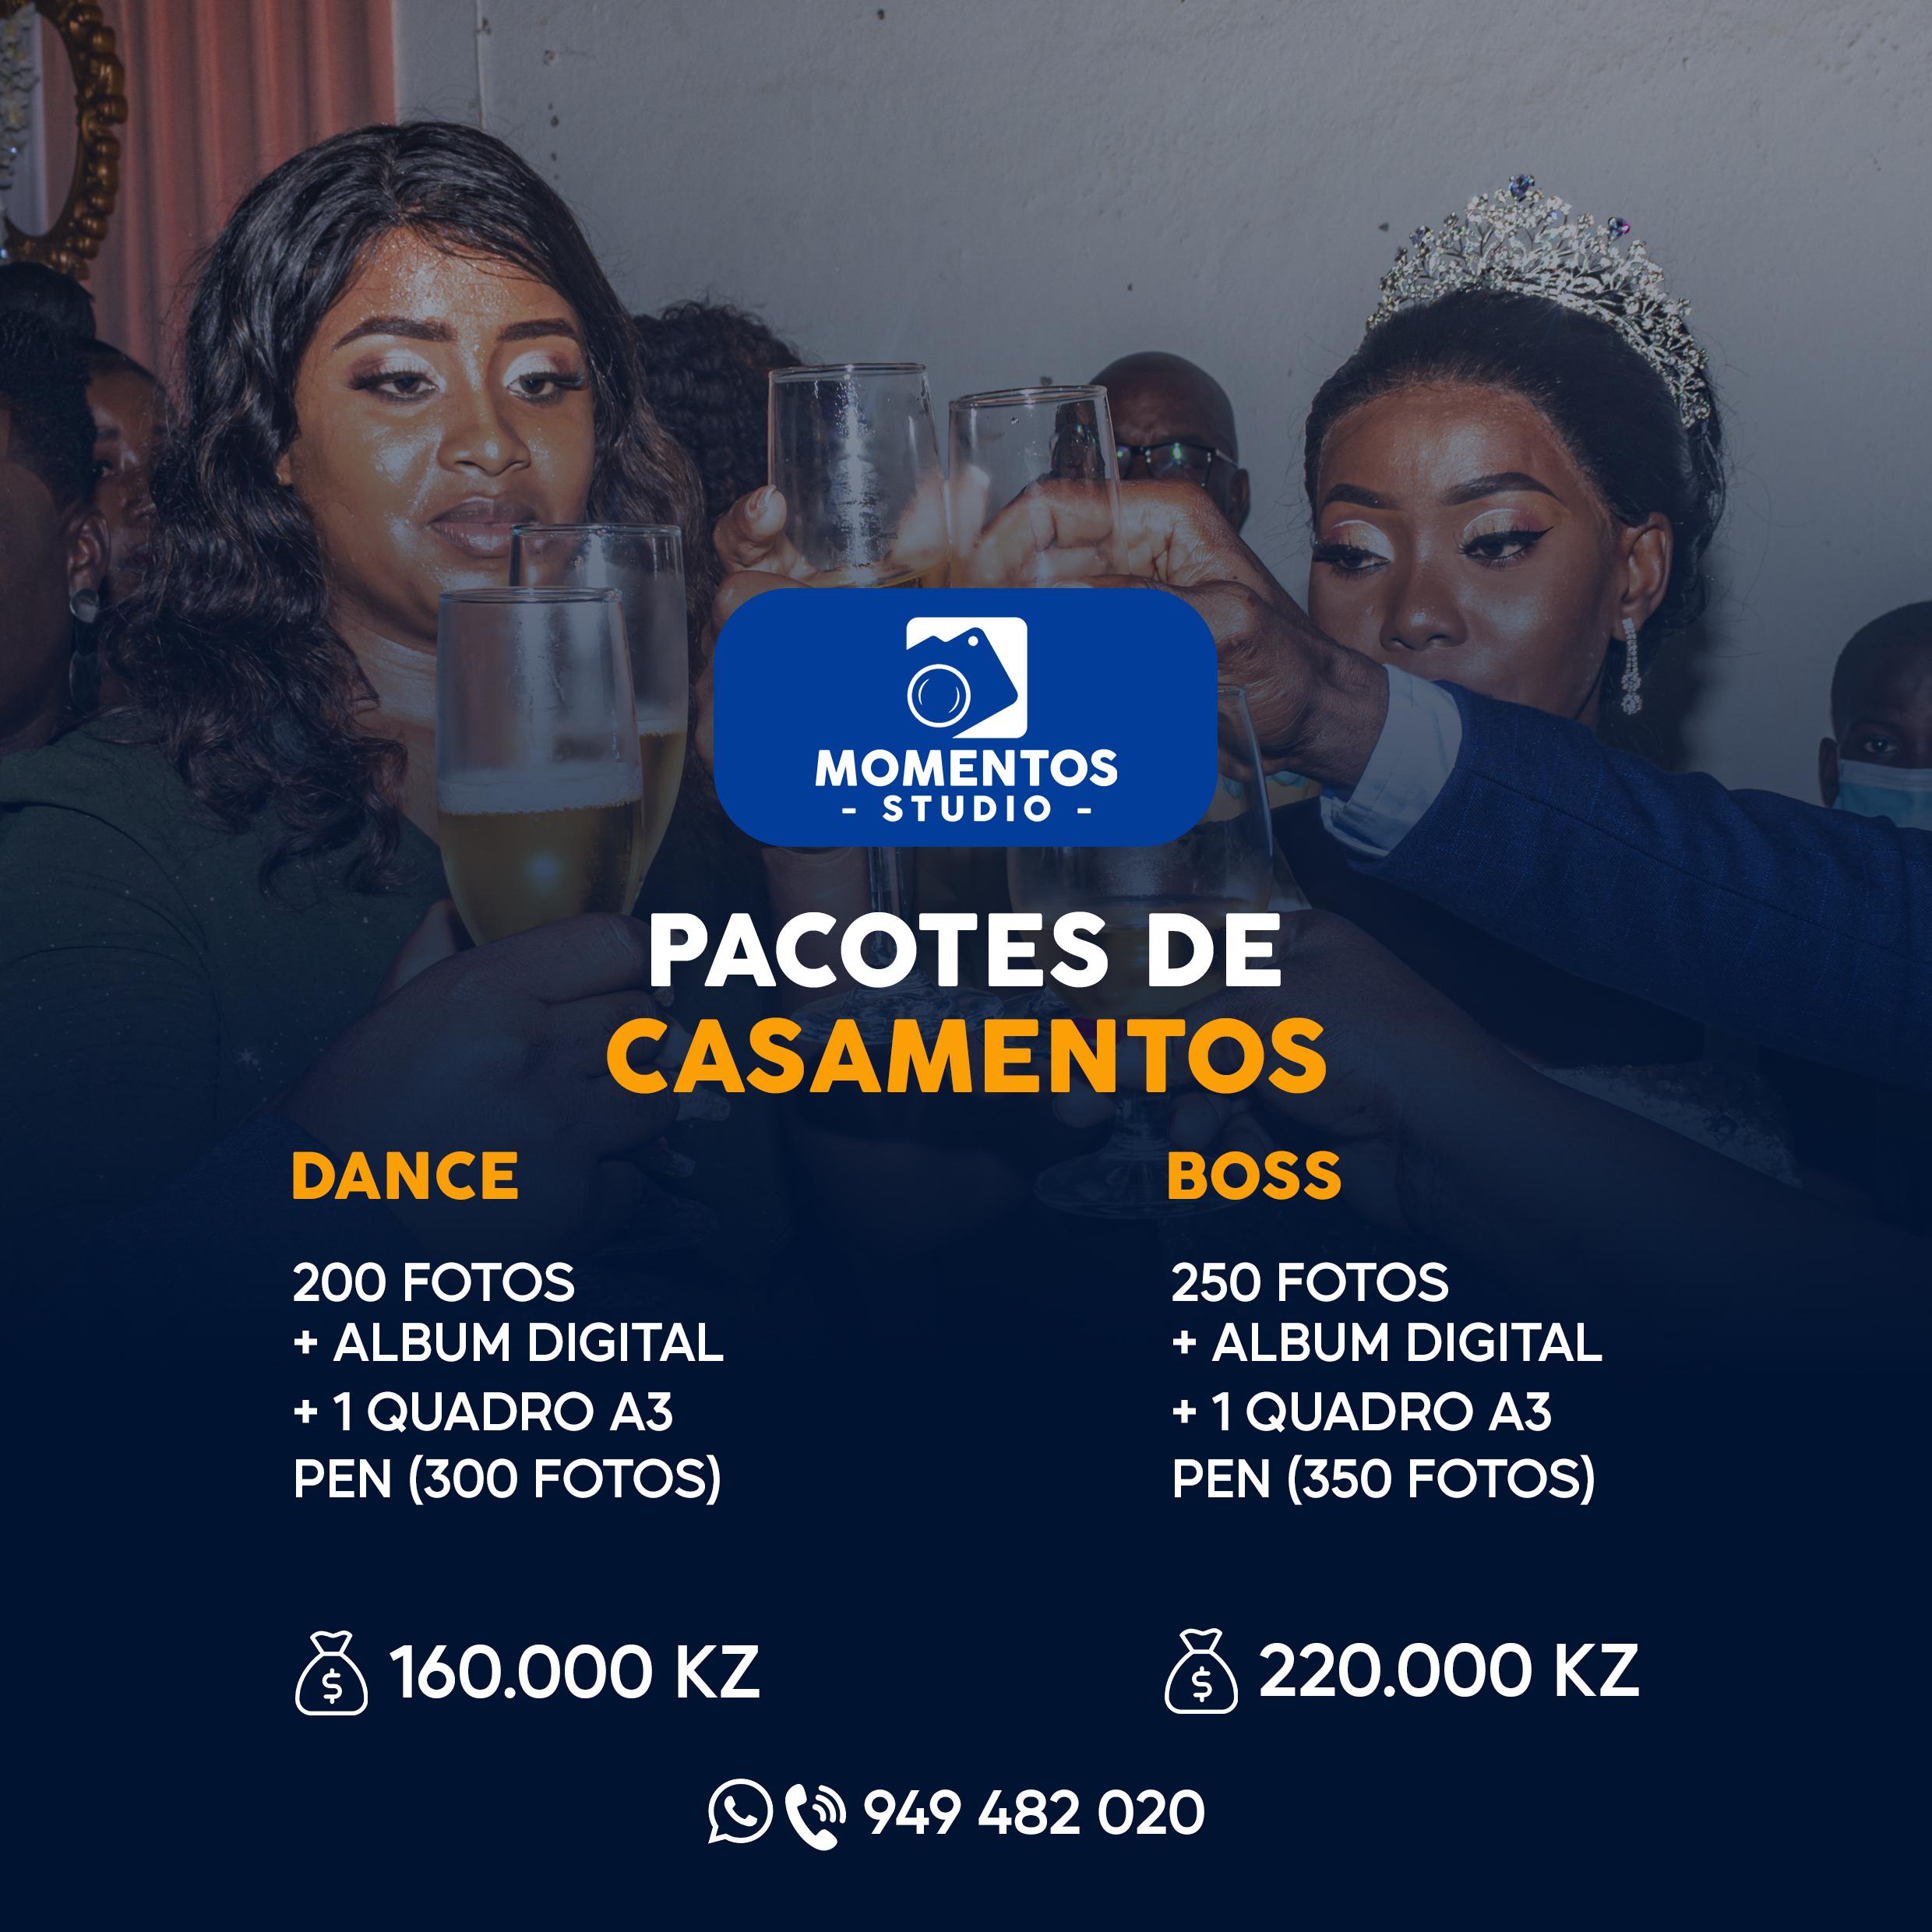 MOMENTOS
- STUDIO -
PACOTES DE
CASAMENTOS
DANCE
200 FOTOS
+ ALBUM DIGITAL
+ 1 QUADRO A3
PEN (300 FOTOS)
160.000 KZ
BOSS
250 FOTOS
+ ALBUM DIGITAL
+ 1 QUADRO A3
PEN (350 FOTOS)
220.000 KZ
949 482 020